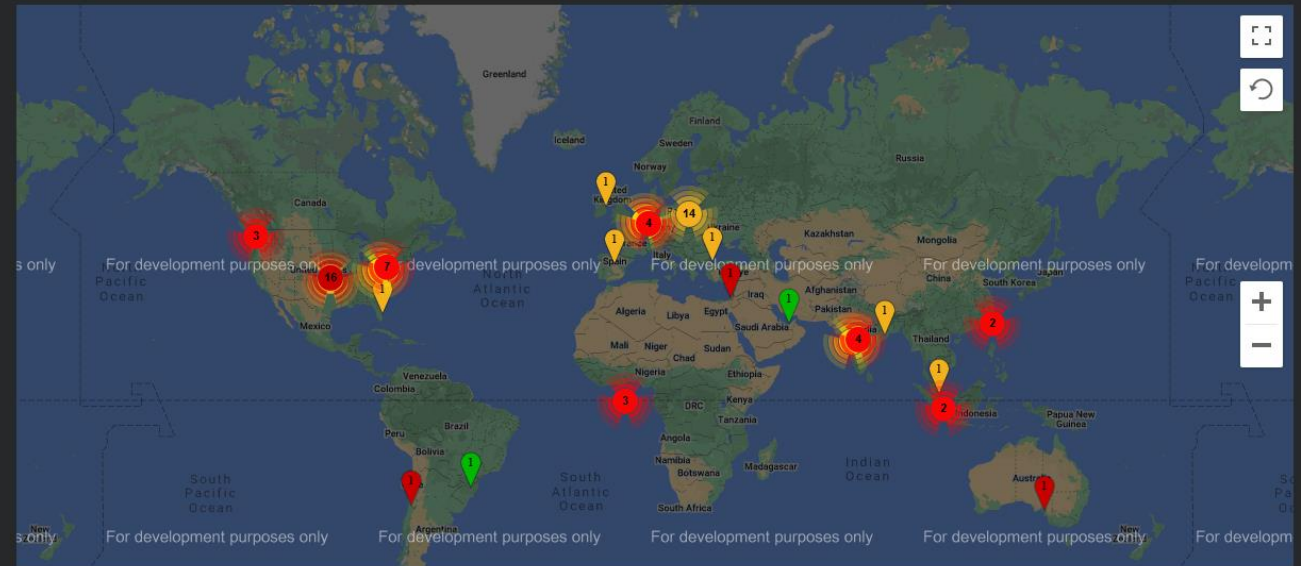 Greenland
Finland
Iceland
Sweden
Norway
Russia
1
Canada
4
14
3
1
1
Kazakhstan
Mongolia
Italy
Spain
s only
For development purposes on
development purposes only
For development purposes only
For development purposes only
For developm
North
Pacific
Ocean
North
Atlantic
Ocean
16
7
1
1
China
Japan
South Korea
Iraq
Afghanistan
Pakistan
1
1
Algeria
Libya
Egypt
Saudi Arabia
Mexico
2
4
Thailand
Mali
Niger
Sudan
Chad
Nigeria
Ethiopia
1
Venezuela
Colombia
3
DRC
Kenya
2
Indonesia
Papua New
Guinea
Tanzania
Peru
Brazil
Angola
Bolivia
Namibia
Botswana
Madagascar
1
1
Indian
Ocean
South
Pacific
Ocean
South
Atlantic
Ocean
1
South Africa
Argentina
New
s only
For development purposes only
For development purposes only
For development purposes only
For development purposes only
New
For developm